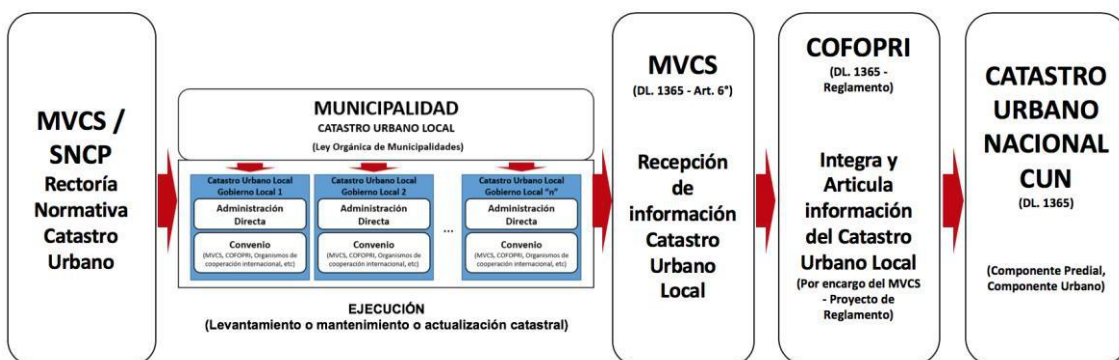 MVCS /
SNCP
Rectoría
Normativa
Catastro
Urbano
MUNICIPALIDAD
CATASTRO URBANO LOCAL
(Ley Orgánica de Municipalidades)
Catastro Urbano Local
Gobierno Local 1
Administración
Directa
Convenio
(MVCS, COFOPRI, Organismos de
cooperación internacional, etc)
Catastro Urbano Local
Gobierno Local 2
Administración
Directa
Convenio
(MVCS, COFOPRI, Organismos de
cooperación internacional, etc)
...
Catastro Urbano Local
Gobierno Local "n"
Administración
Directa
Convenio
(MVCS, COFOPRI, Organismos de
cooperación internacional, etc)
EJECUCIÓN
(Levantamiento o mantenimiento o actualización catastral)
MVCS
(DL. 1365 - Art. 6°)
Recepción
de
información
Catastro
Urbano
Local
COFOPRI
(DL. 1365 -
Reglamento)
Integra y
Articula
información
del Catastro
Urbano Local
(Por encargo del MVCS
- Proyecto de
Reglamento)
CATASTRO
URBANO
NACIONAL
CUN
(DL. 1365)
(Componente Predial,
Componente Urbano)